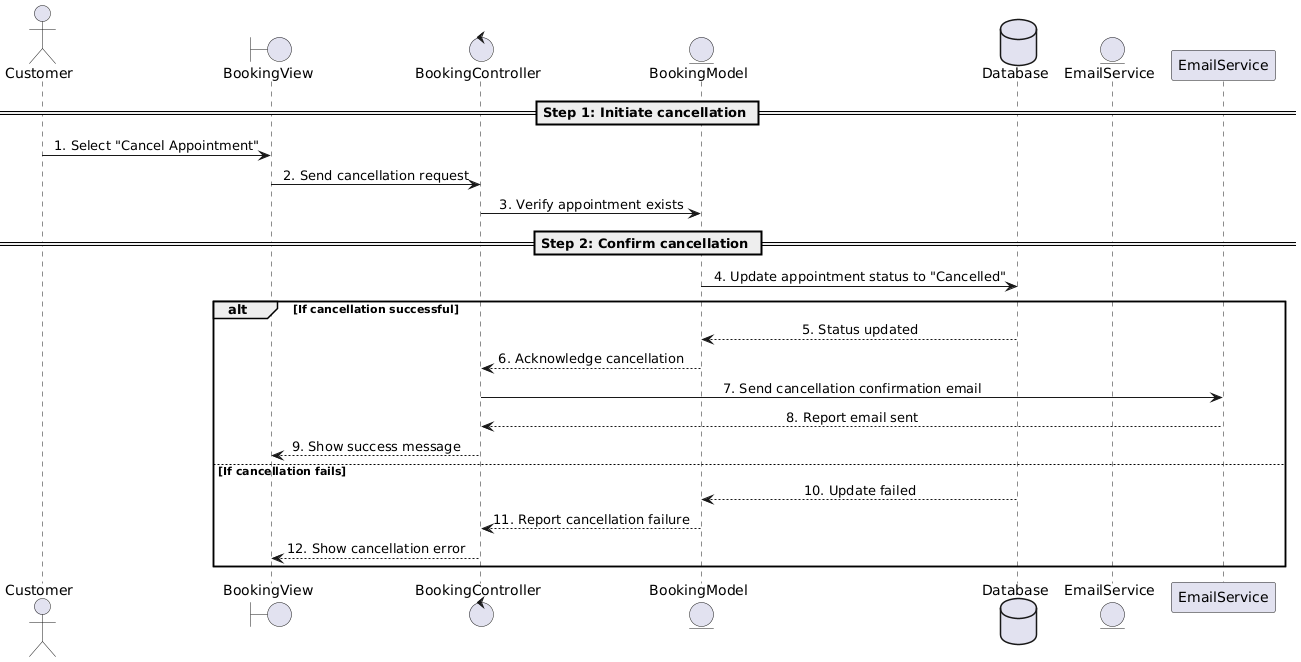 Customer
BookingView
BookingController
BookingModel
Database
EmailService
EmailService
Step 1: Initiate cancellation
1. Select "Cancel Appointment"
2. Send cancellation request
3. Verify appointment exists
Step 2: Confirm cancellation
4. Update appointment status to "Cancelled"
alt
[If cancellation successful]
5. Status updated
6. Acknowledge cancellation
7. Send cancellation confirmation email
8. Report email sent
9. Show success message
[If cancellation fails]
10. Update failed
11. Report cancellation failure
12. Show cancellation error
Customer
BookingView
BookingController
BookingModel
Database
EmailService
EmailService